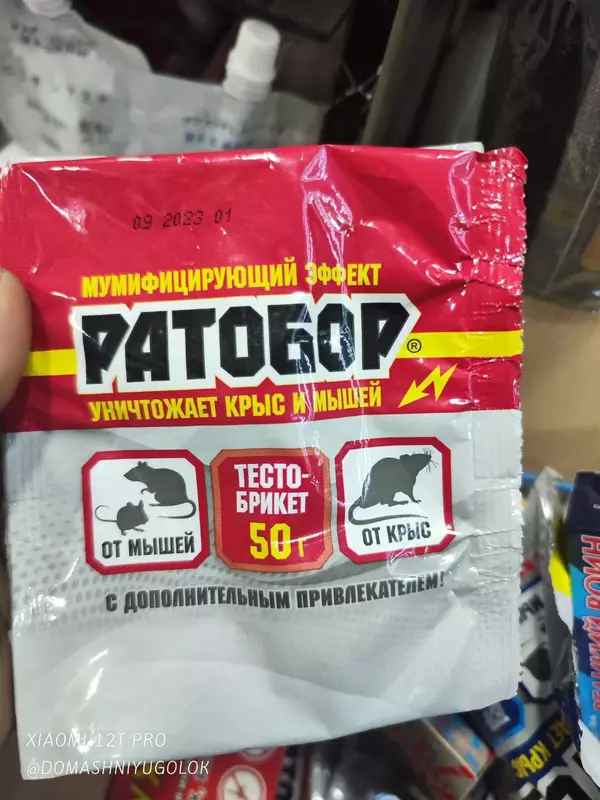 09 2023 01
МУМИФИЦИРУЮЩИЙ ЭФФЕКТ
РАТОБОР®
УНИЧТОЖАЕТ КРЫС И МЫШЕЙ
ОТ МЫШЕЙ
ТЕСТО-
БРИКЕТ
50 г
ОТ КРЫС
С ДОПОЛНИТЕЛЬНЫМ ПРИВЛЕКАТЕЛЕМ!
XIAOMI 12T PRO
@DOMASHNIYUGOLOK